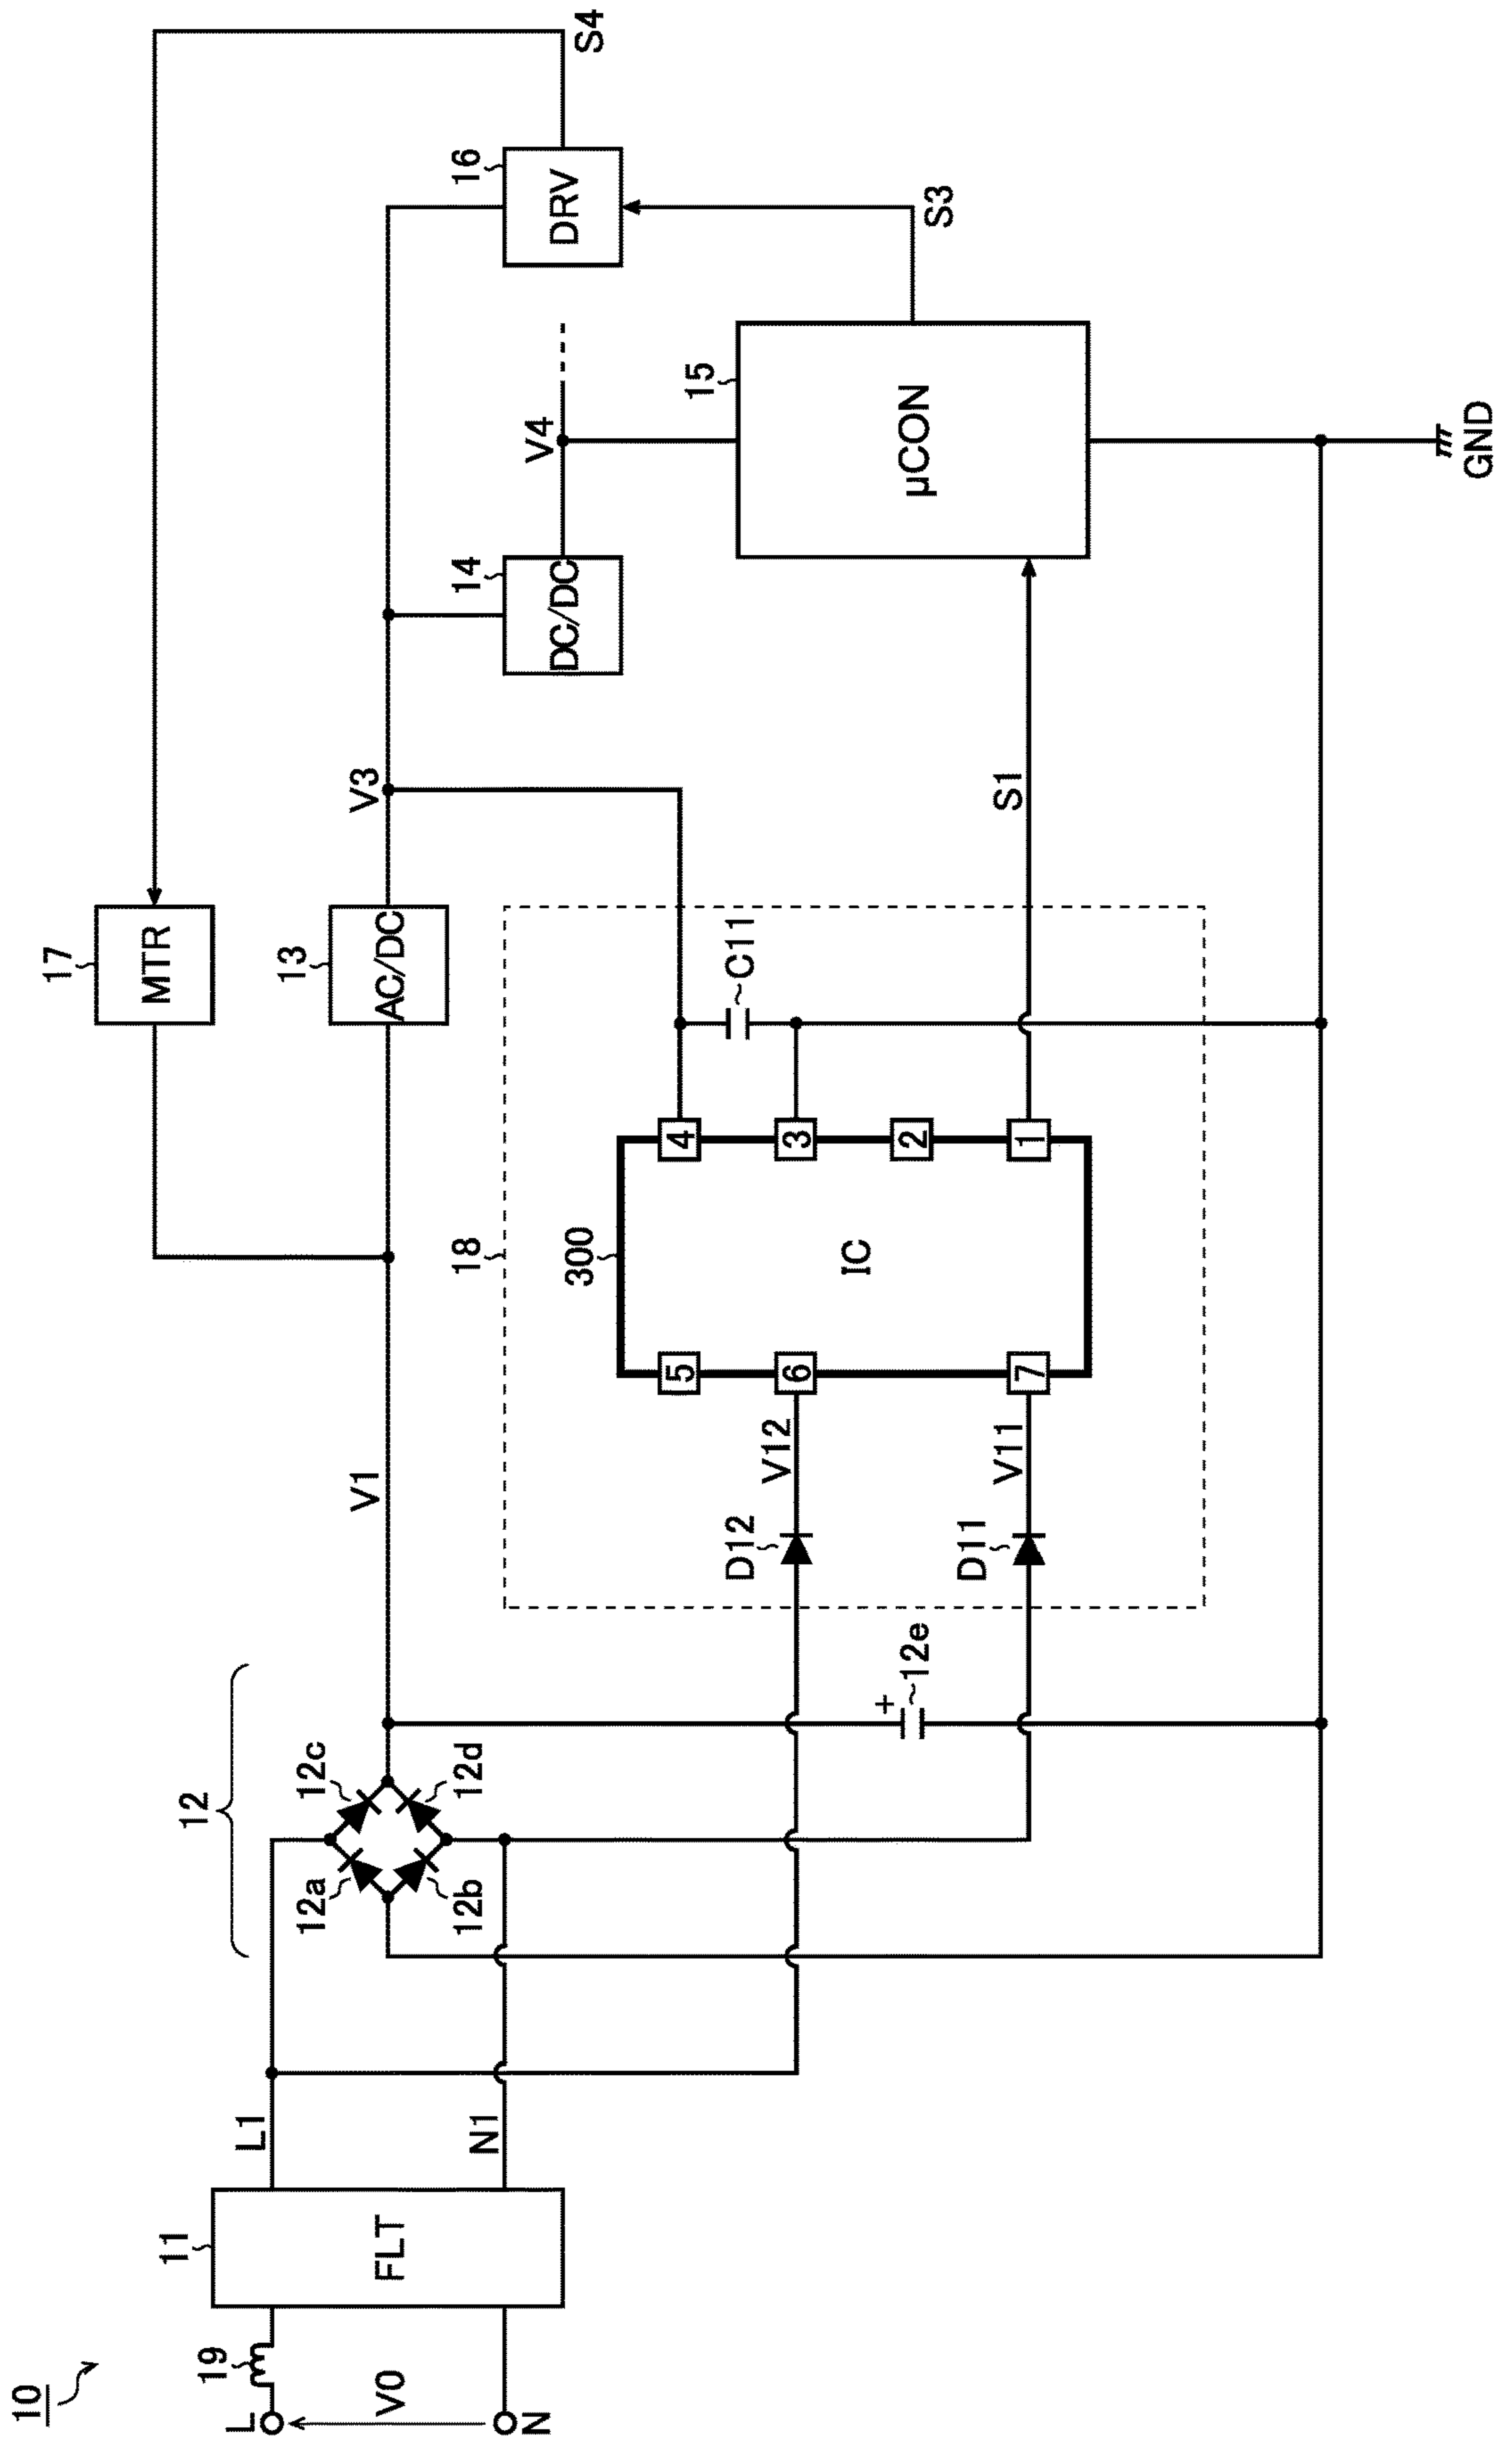 10
L
19
V0
N
11
FLT
L1
N1
12
12a
12b
12c
12d
12e
+
V1
17
MTR
13
AC/DC
V3
18
D12
V12
D11
V11
300
IC
5
6
7
4
3
2
1
C11
S1
14
DC/DC
V4
15
μCON
16
DRV
S3
S4
GND